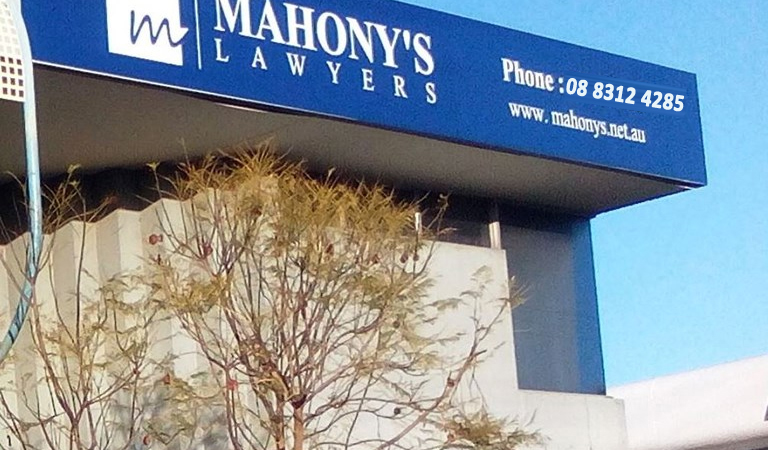 m
MAHONY'S
LAWYERS
Phone : 08 8312 4285
www. mahonys.net.au